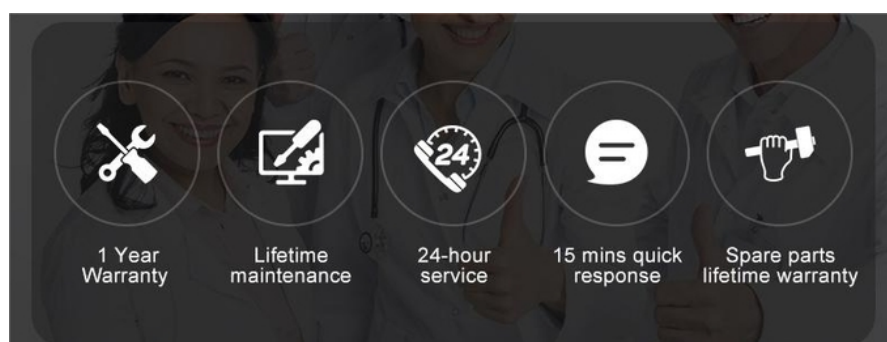 24
1 Year
Warranty
Lifetime
maintenance
24-hour
service
15 mins quick
response
Spare parts
lifetime warranty